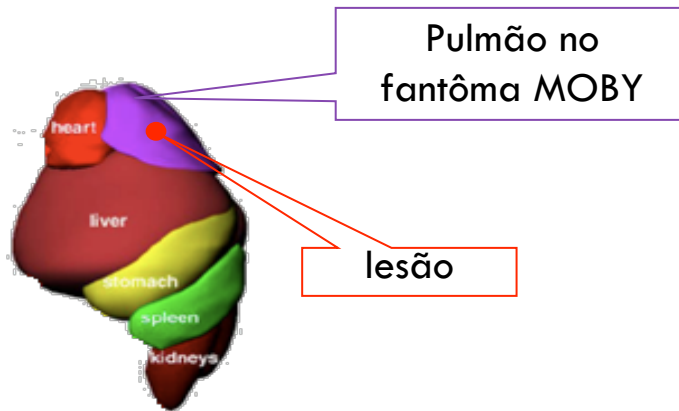 Pulmão no
fantôma MOBY
heart
liver
lesão
stomach
spleen
kidneys